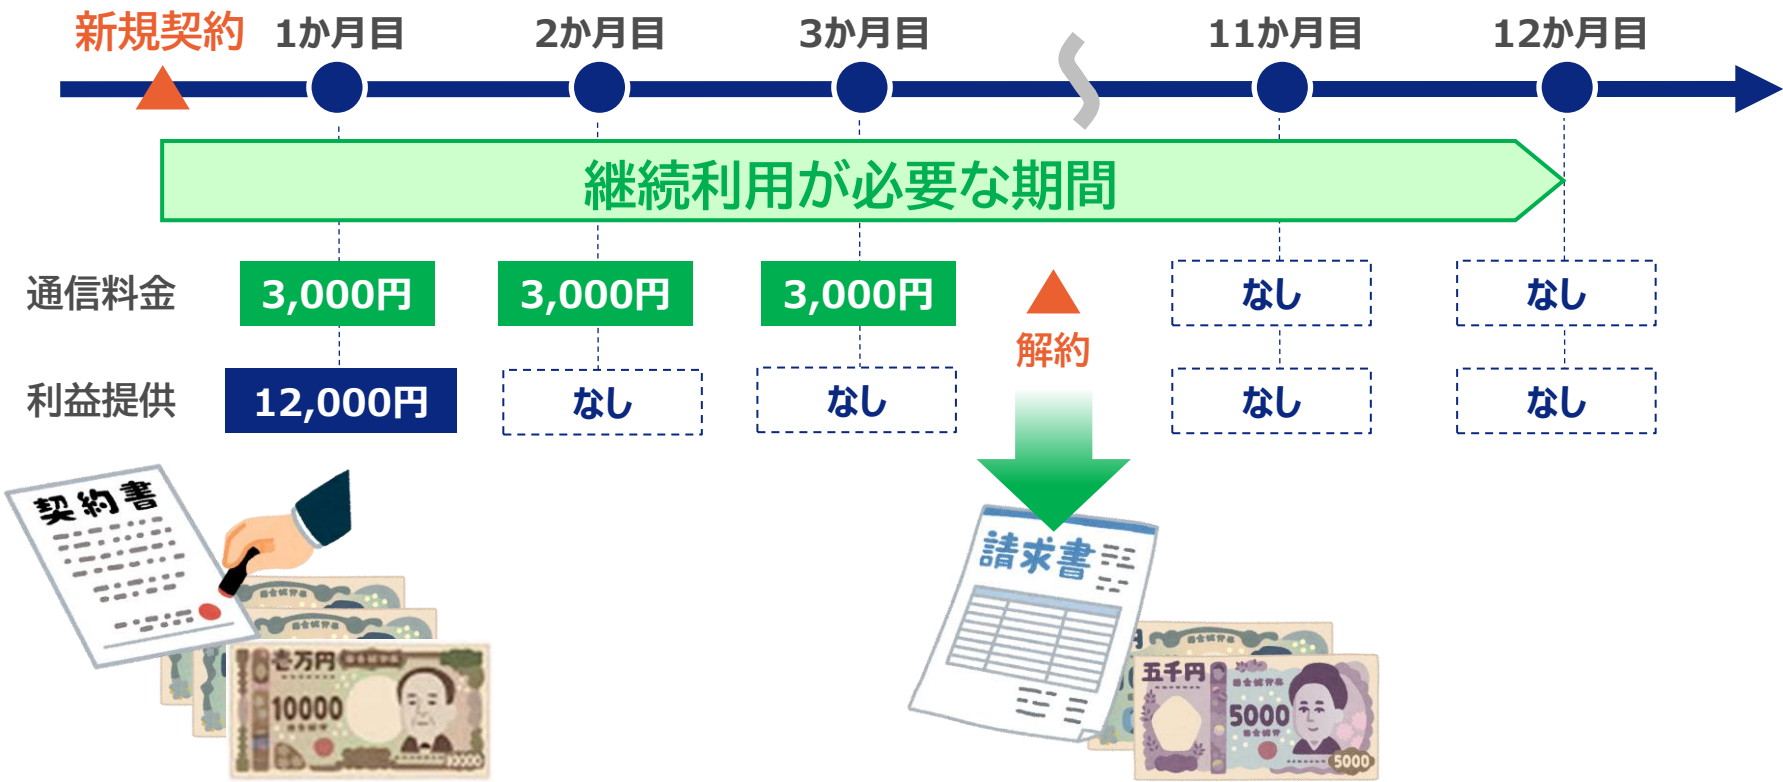 新規契約 1か月目 2か月目 3か月目 11か月目 12か月目
継続利用が必要な期間
通信料金 3,000円 3,000円 3,000円 なし なし
解約
利益提供 12,000円 なし なし なし なし
契約書
請求書
壱万円
10000
10000
五千円
5000
5000